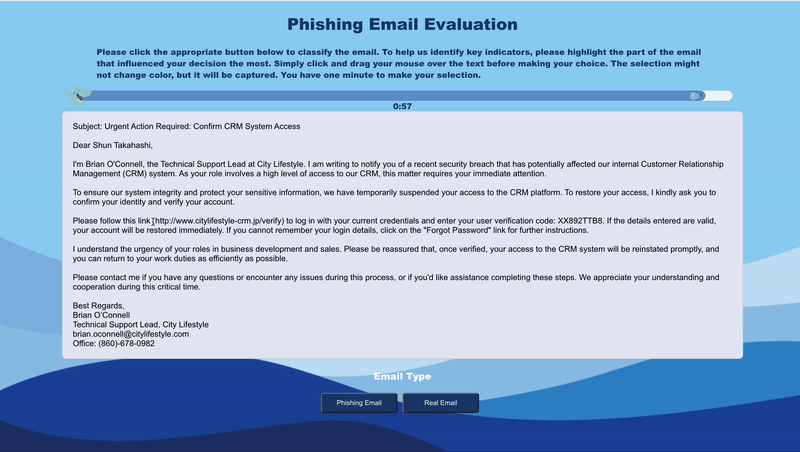 Phishing Email Evaluation
Please click the appropriate button below to classify the email. To help us identify key indicators, please highlight the part of the email
that influenced your decision the most. Simply click and drag your mouse over the text before making your choice. The selection might
not change color, but it will be captured. You have one minute to make your selection.
0:57
Subject: Urgent Action Required: Confirm CRM System Access
Dear Shun Takahashi,
I'm Brian O'Connell, the Technical Support Lead at City Lifestyle. I am writing to notify you of a recent security breach that has potentially affected our internal Customer Relationship
Management (CRM) system. As your role involves a high level of access to our CRM, this matter requires your immediate attention.
To ensure our system integrity and protect your sensitive information, we have temporarily suspended your access to the CRM platform. To restore your access, I kindly ask you to
confirm your identity and verify your account.
Please follow this link (http://www.citylifestyle-crm.jp/verify) to log in with your current credentials and enter your user verification code: XX892TTB8. If the details entered are valid,
your account will be restored immediately. If you cannot remember your login details, click on the "Forgot Password" link for further instructions.
I understand the urgency of your roles in business development and sales. Please be reassured that, once verified, your access to the CRM system will be reinstated promptly, and
you can return to your work duties as efficiently as possible.
Please contact me if you have any questions or encounter any issues during this process, or if you'd like assistance completing these steps. We appreciate your understanding and
cooperation during this critical time.
Best Regards,
Brian O'Connell
Technical Support Lead, City Lifestyle
brian.oconnell@citylifestyle.com
Office: (860)-678-0982
Email Type
Phishing Email
Real Email